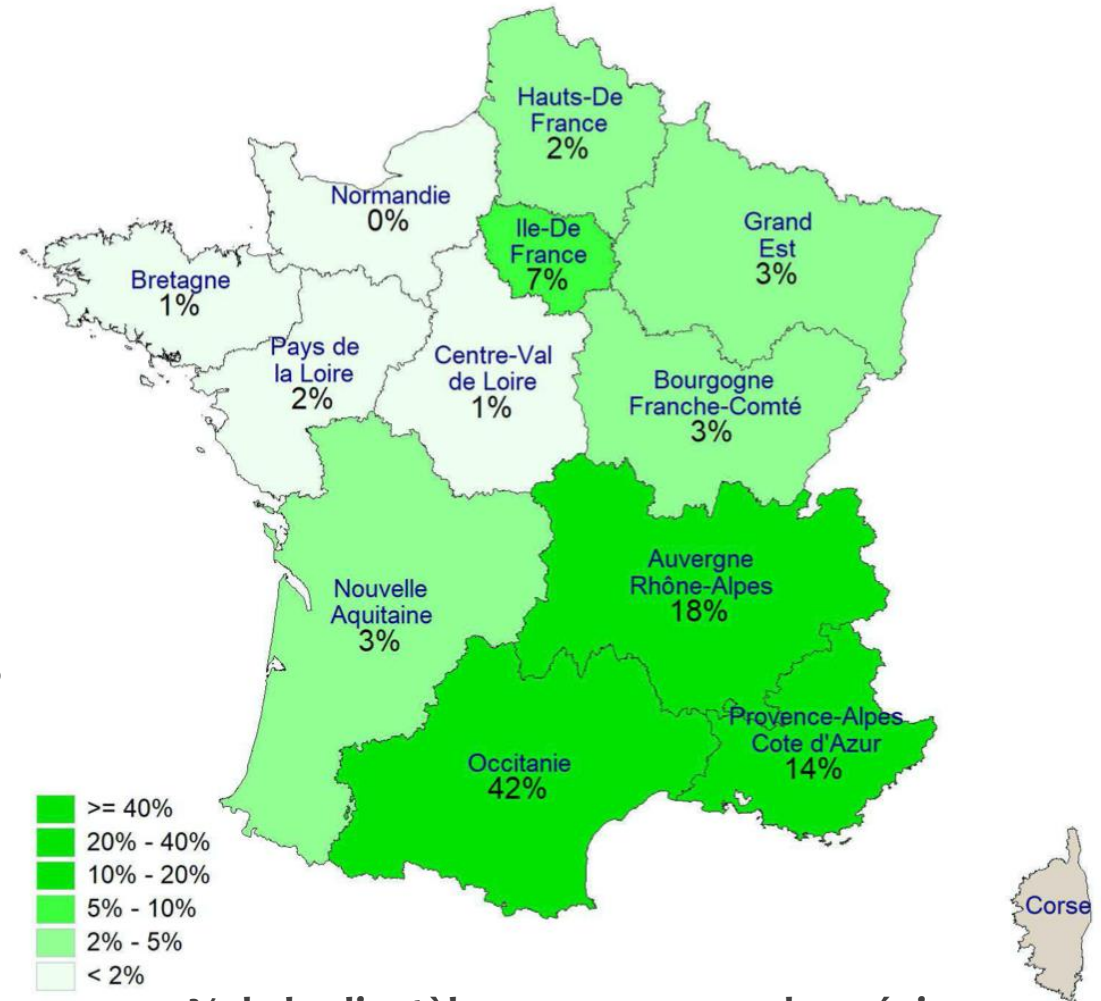 Hauts-De
France
2%
Normandie
0%
Ile-De
France
7%
Grand
Est
3%
Bretagne
1%
Pays de
la Loire
2%
Centre-Val
de Loire
1%
Bourgogne
Franche-Comté
3%
Auvergne
Rhône-Alpes
18%
Nouvelle
Aquitaine
3%
Provence-Alpes
Cote d'Azur
14%
Occitanie
42%
>= 40%
20% - 40%
10% - 20%
5% - 10%
2% - 5%
< 2%
Corse